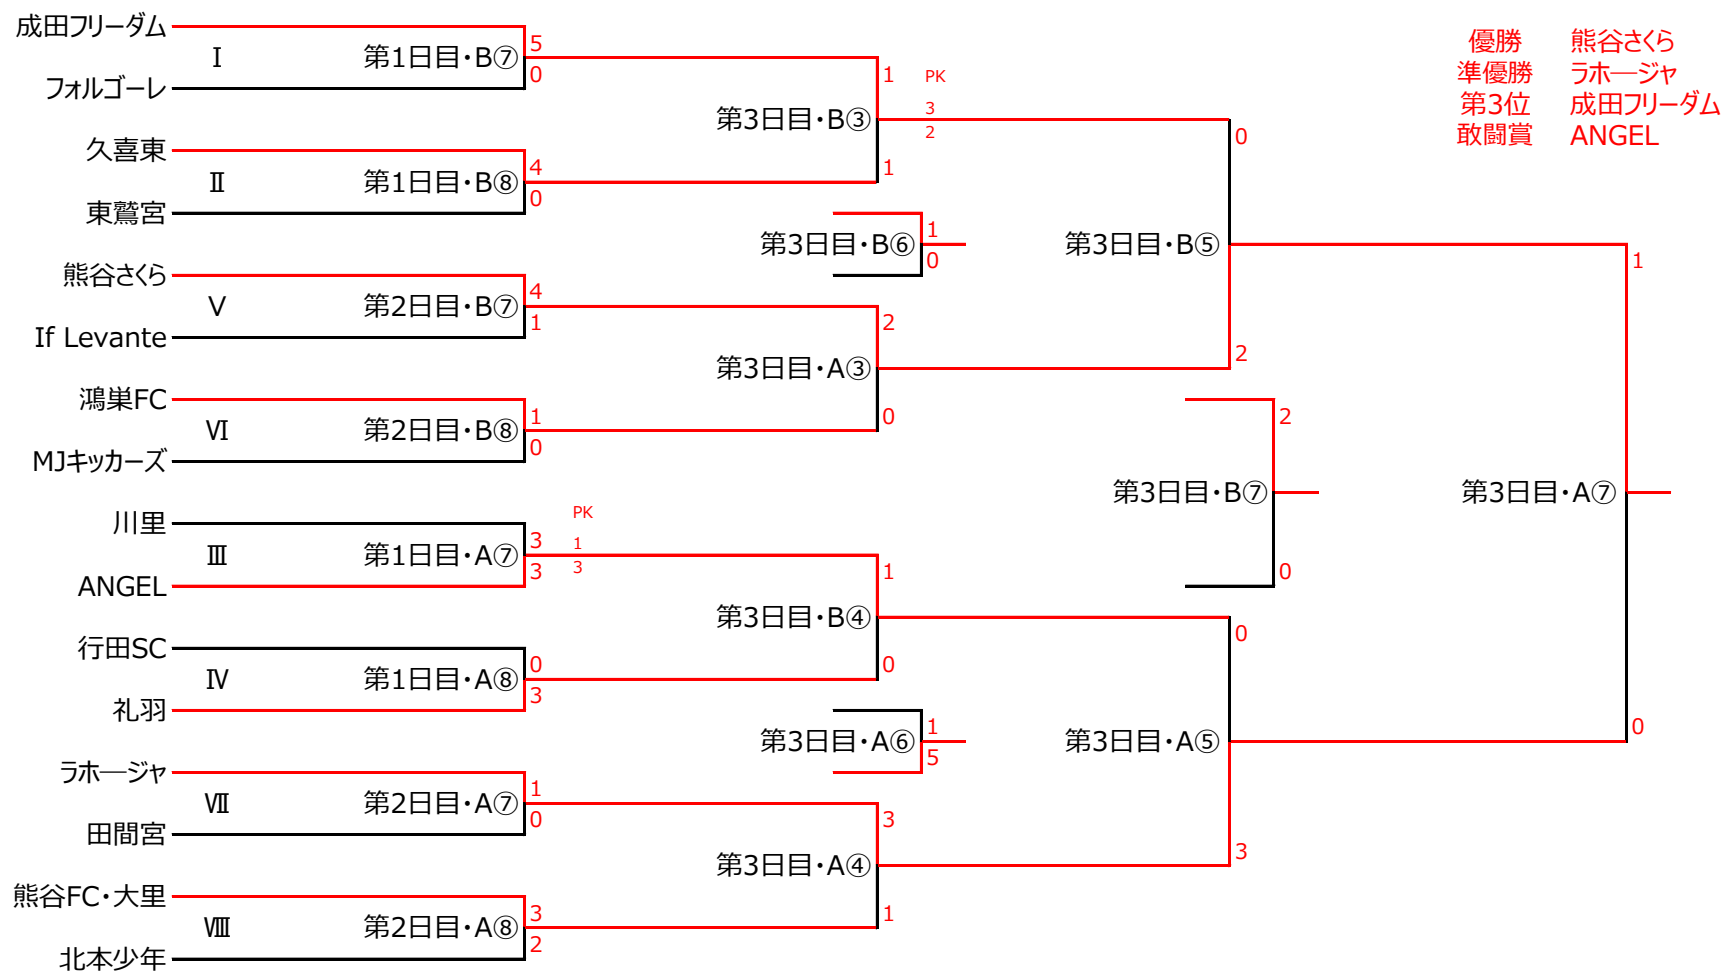 成田フリーダム
Ⅰ 第1日目・B⑦ 5
0
フォルゴーレ
1 PK
第3日目・B③ 3
2
久喜東
Ⅱ 第1日目・B⑧ 4
0
1
東鷲宮
0
第3日目・B⑥ 1
0
第3日目・B⑤
熊谷さくら
Ⅴ 第2日目・B⑦ 4
1
If Levante
2
第3日目・A③
2
鴻巣FC
Ⅵ 第2日目・B⑧ 1
0
0
MJキッカーズ
2
第3日目・B⑦
0
1
第3日目・A⑦
0
川里
Ⅲ 第1日目・A⑦ 3
3
PK
1
3
ANGEL
1
第3日目・B④
行田SC
Ⅳ 第1日目・A⑧ 0
3
0
礼羽
0
第3日目・A⑥ 1
5
第3日目・A⑤
ラホ―ジャ
Ⅶ 第2日目・A⑦ 1
0
田間宮
3
第3日目・A④
3
熊谷FC・大里
Ⅷ 第2日目・A⑧ 3
2
1
北本少年
優勝 熊谷さくら
準優勝 ラホ―ジャ
第3位 成田フリーダム
敢闘賞 ANGEL